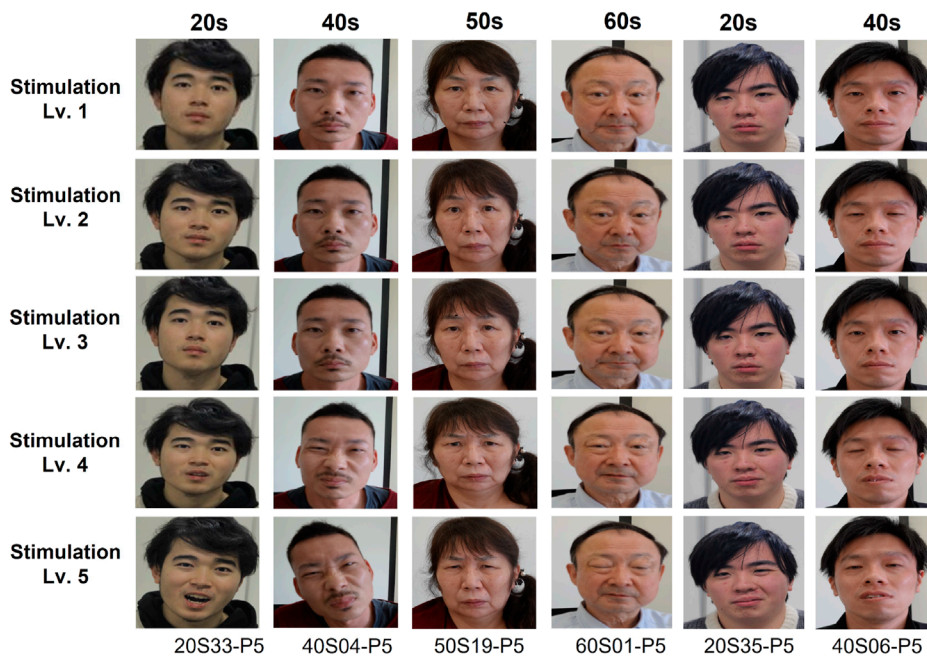 20s 40s 50s 60s 20s 40s
Stimulation
Lv. 1
Stimulation
Lv. 2
Stimulation
Lv. 3
Stimulation
Lv. 4
Stimulation
Lv. 5
20S33-P5 40S04-P5 50S19-P5 60S01-P5 20S35-P5 40S06-P5